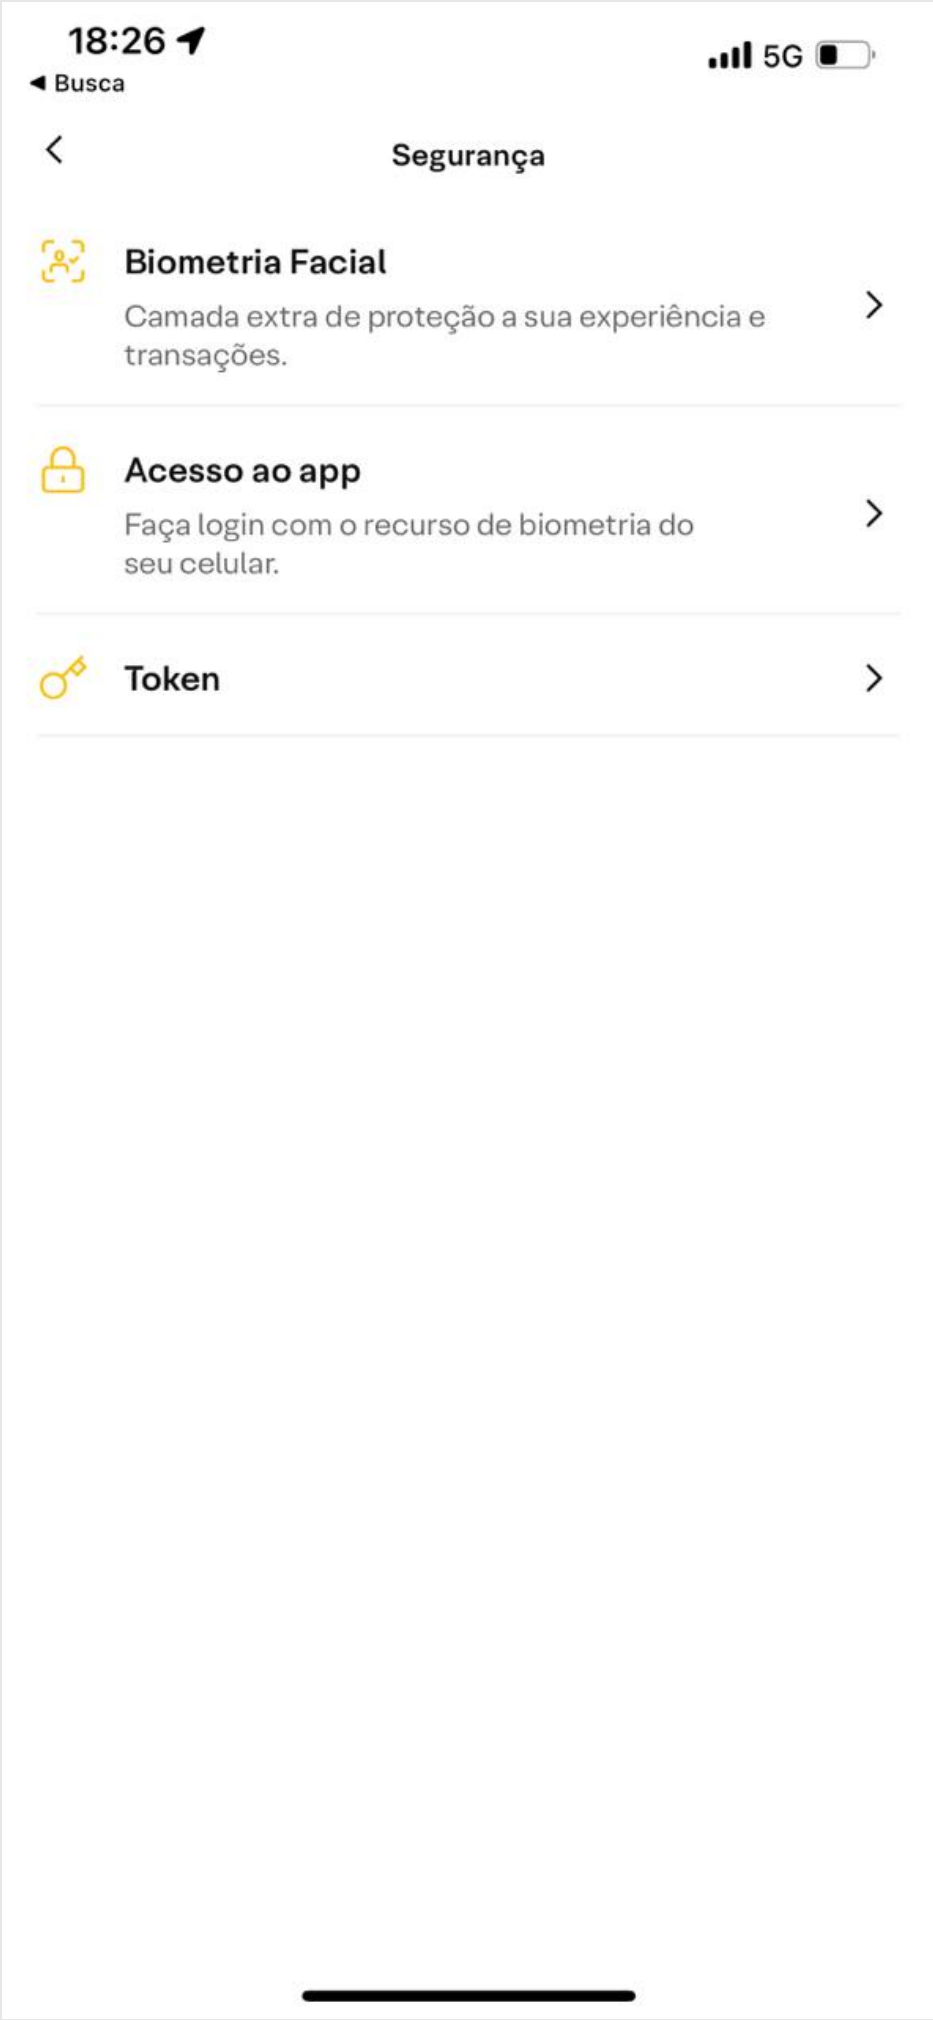 18:26
5G
◀ Busca
Segurança
Biometria Facial
Camada extra de proteção a sua experiência e
transações.
Acesso ao app
Faça login com o recurso de biometria do
seu celular.
Token